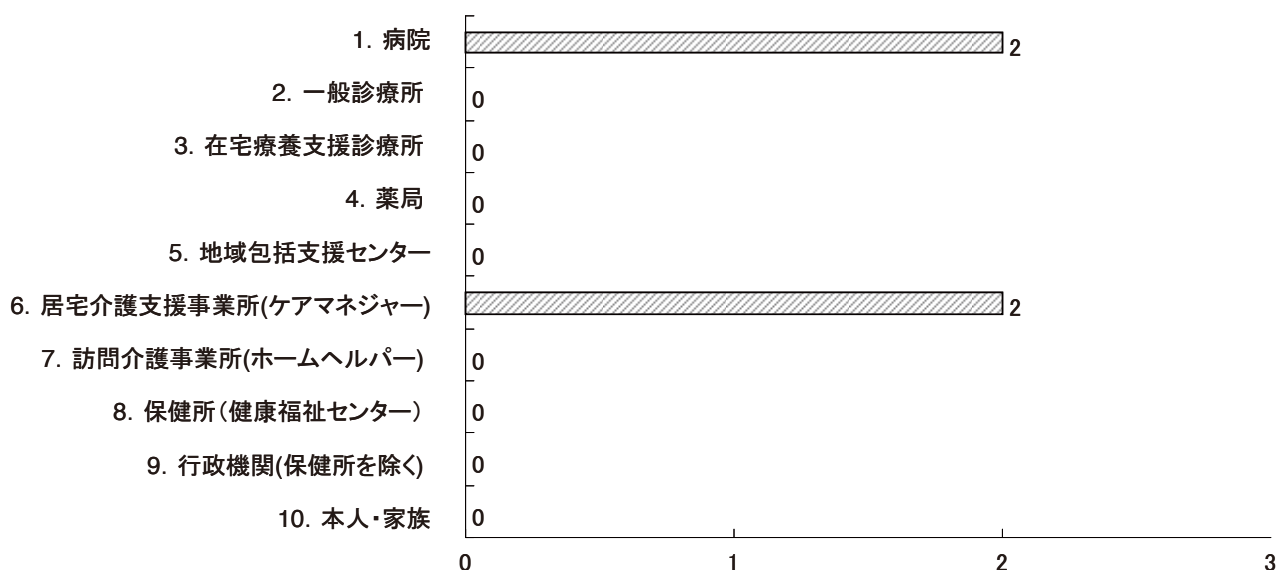 1. 病院 2
2. 一般診療所 0
3. 在宅療養支援診療所 0
4. 薬局 0
5. 地域包括支援センター 0
6. 居宅介護支援事業所(ケアマネジャー) 2
7. 訪問介護事業所(ホームヘルパー) 0
8. 保健所（健康福祉センター） 0
9. 行政機関(保健所を除く) 0
10. 本人・家族 0
0 1 2 3